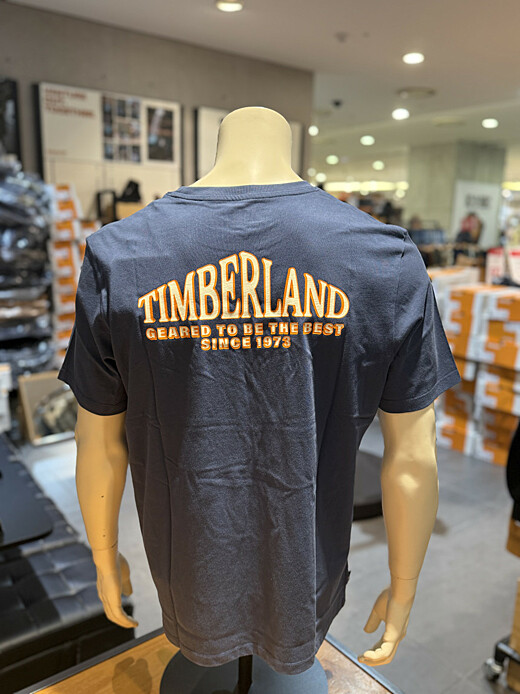 TIMBERLAND
GEARED TO BE THE BEST
SINCE 1973